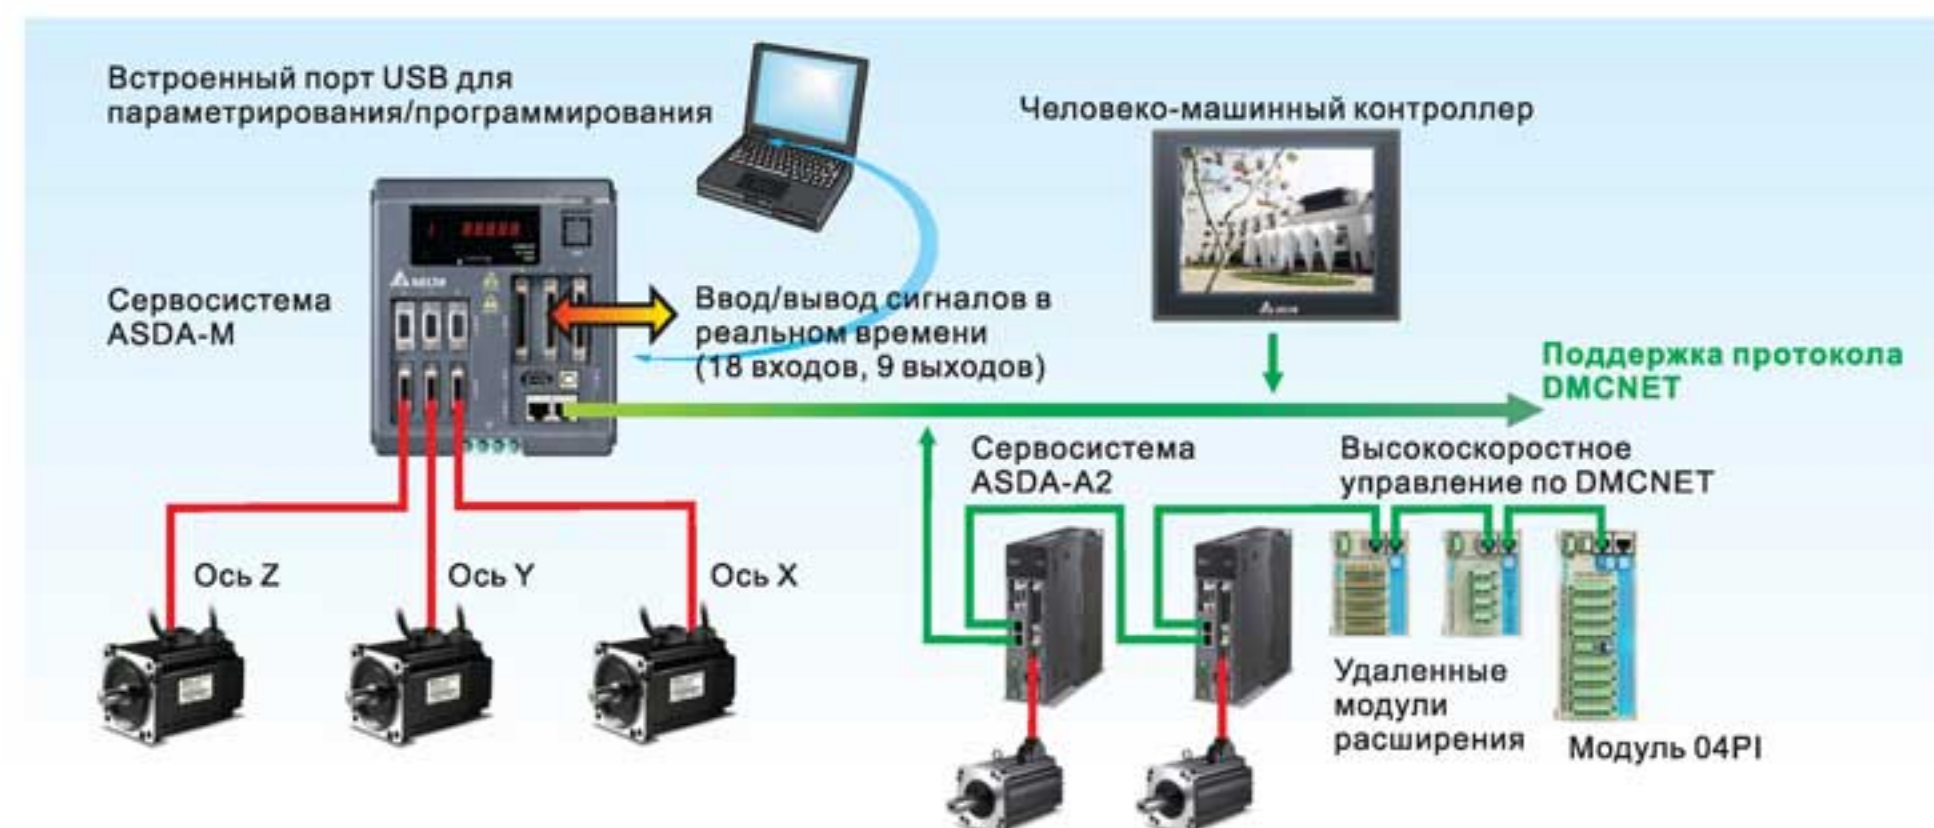 Встроенный порт USB для
параметрирования/программирования
Человеко-машинный контроллер
Сервосистема
ASDA-M
Ввод/вывод сигналов в
реальном времени
(18 входов, 9 выходов)
Поддержка протокола
DMCNET
Сервосистема
ASDA-A2
Высокоскоростное
управление по DMCNET
Ось Z
Ось Y
Ось X
Удаленные
модули
расширения
Модуль 04PI